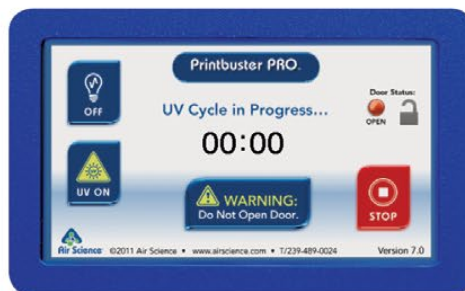 Printbuster PRO™
Door Status:
OFF
UV Cycle in Progress...
OPEN
00:00
UV ON
WARNING:
Do Not Open Door.
STOP
Air Science ©2011 Air Science • www.airscience.com • T/239-489-0024 Version 7.0